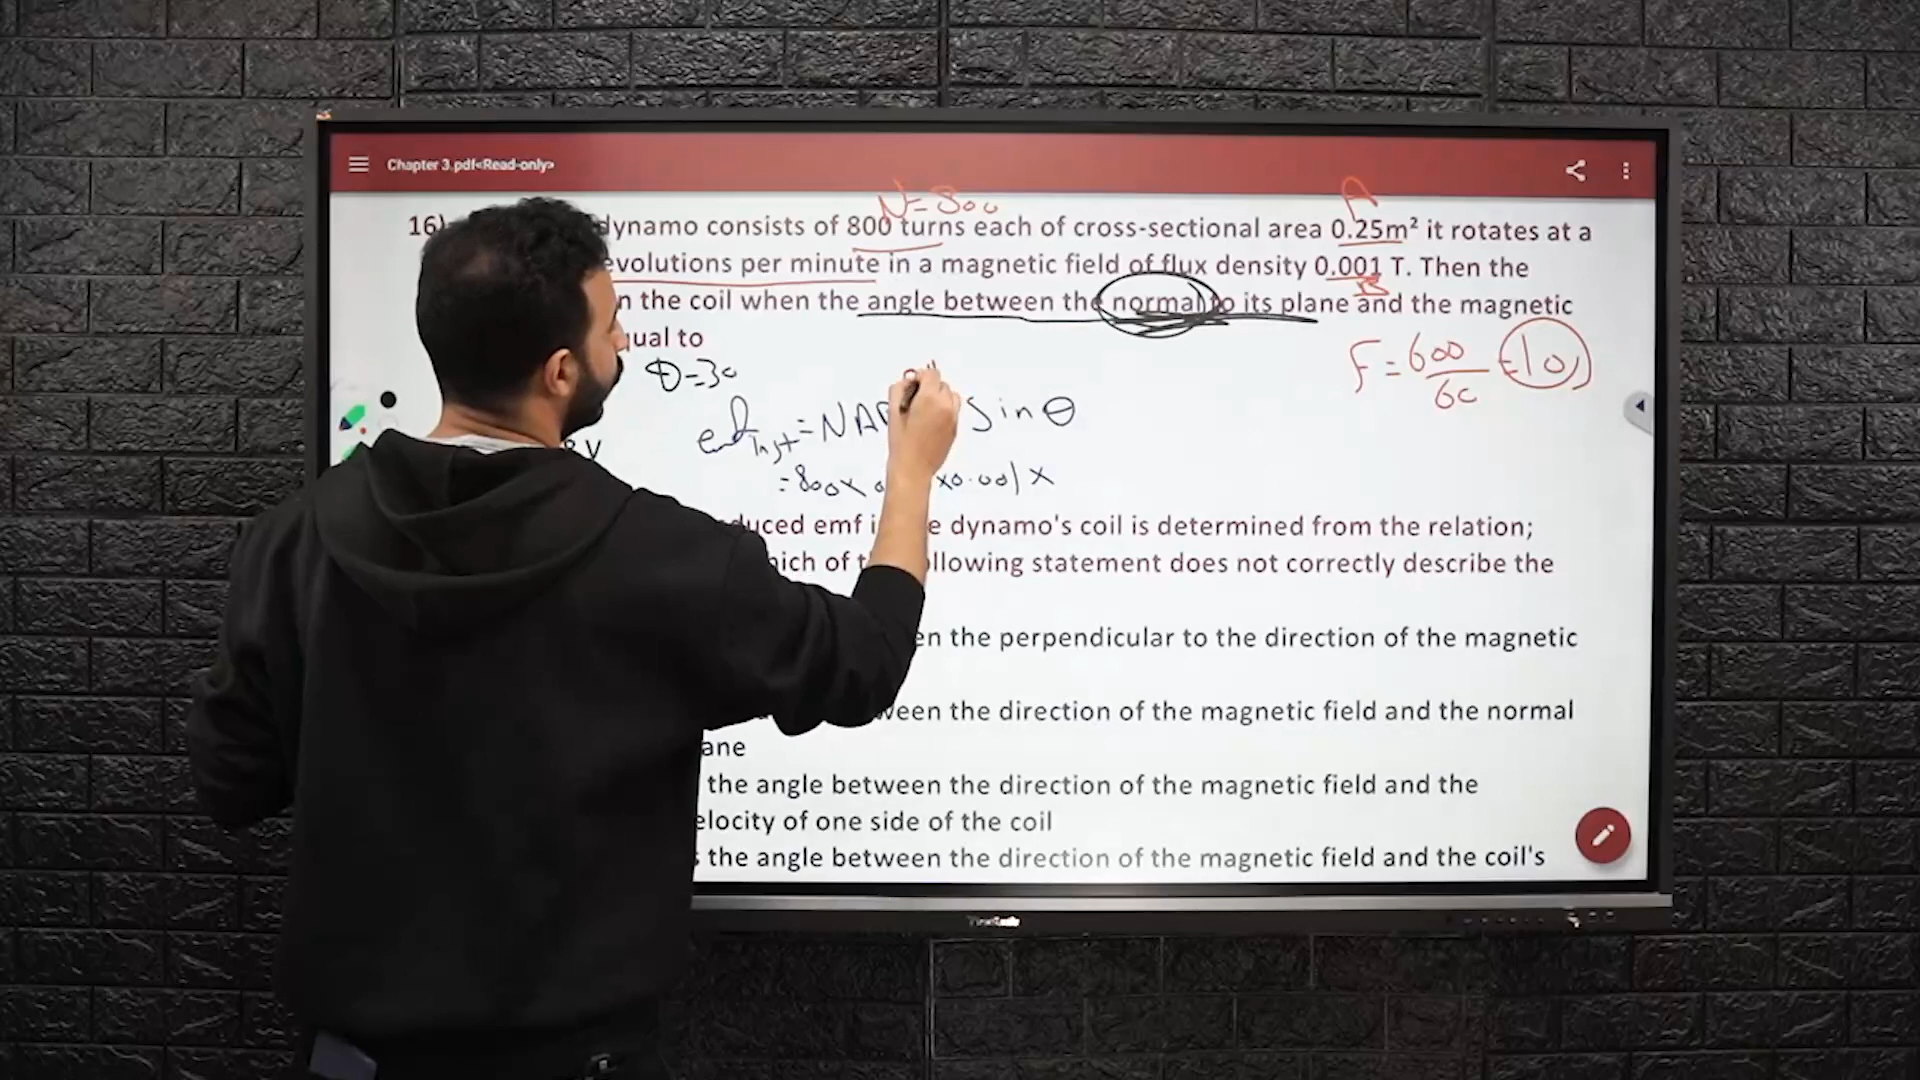 Chapter 3.pdf<Read-only>
N=800
A
16) dynamo consists of 800 turns each of cross-sectional area 0.25m² it rotates at a
evolutions per minute in a magnetic field of flux density 0.001 T. Then the
B
n the coil when the angle between the normal to its plane and the magnetic
qual to
θ=30
F = 600/60 = 10
emf inst = NAB Sin θ
8 V
= 800 x x 0.001 x
duced emf i e dynamo's coil is determined from the relation;
hich of t llowing statement does not correctly describe the
en the perpendicular to the direction of the magnetic
ween the direction of the magnetic field and the normal
ane
the angle between the direction of the magnetic field and the
elocity of one side of the coil
s the angle between the direction of the magnetic field and the coil's
ViewSonic